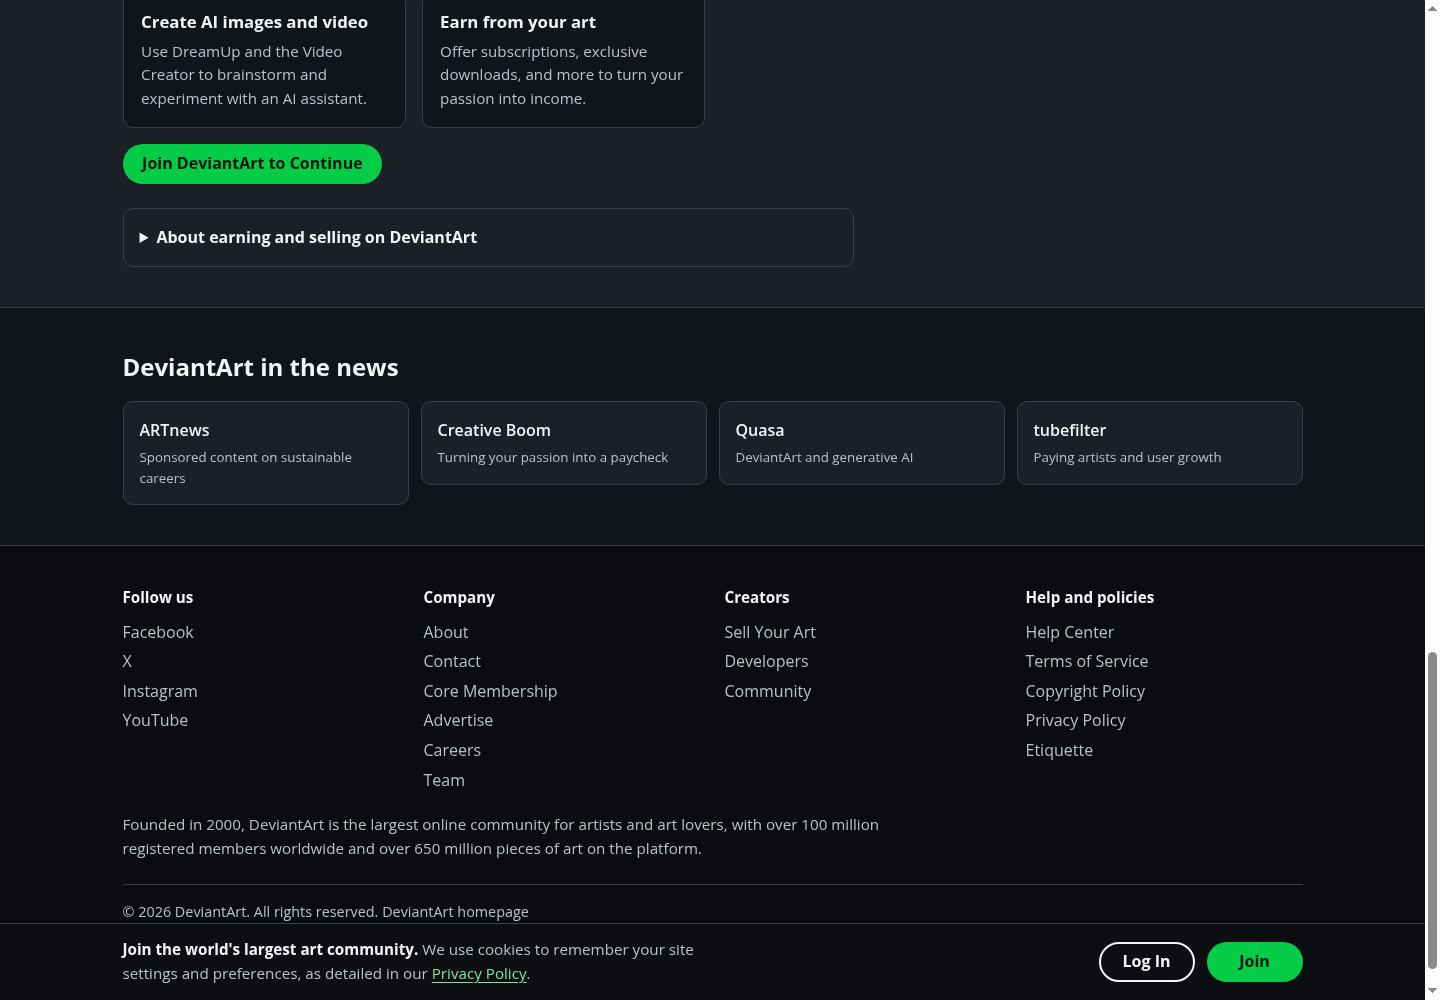 Create AI images and video
Use DreamUp and the Video
Creator to brainstorm and
experiment with an AI assistant.
Earn from your art
Offer subscriptions, exclusive
downloads, and more to turn your
passion into income.
Join DeviantArt to Continue
About earning and selling on DeviantArt
DeviantArt in the news
ARTnews
Sponsored content on sustainable
careers
Creative Boom
Turning your passion into a paycheck
Quasa
DeviantArt and generative AI
tubefilter
Paying artists and user growth
Follow us
Facebook
X
Instagram
YouTube
Company
About
Contact
Core Membership
Advertise
Careers
Team
Creators
Sell Your Art
Developers
Community
Help and policies
Help Center
Terms of Service
Copyright Policy
Privacy Policy
Etiquette
Founded in 2000, DeviantArt is the largest online community for artists and art lovers, with over 100 million
registered members worldwide and over 650 million pieces of art on the platform.
© 2026 DeviantArt. All rights reserved. DeviantArt homepage
Join the world's largest art community. We use cookies to remember your site
settings and preferences, as detailed in our Privacy Policy.
Log In
Join